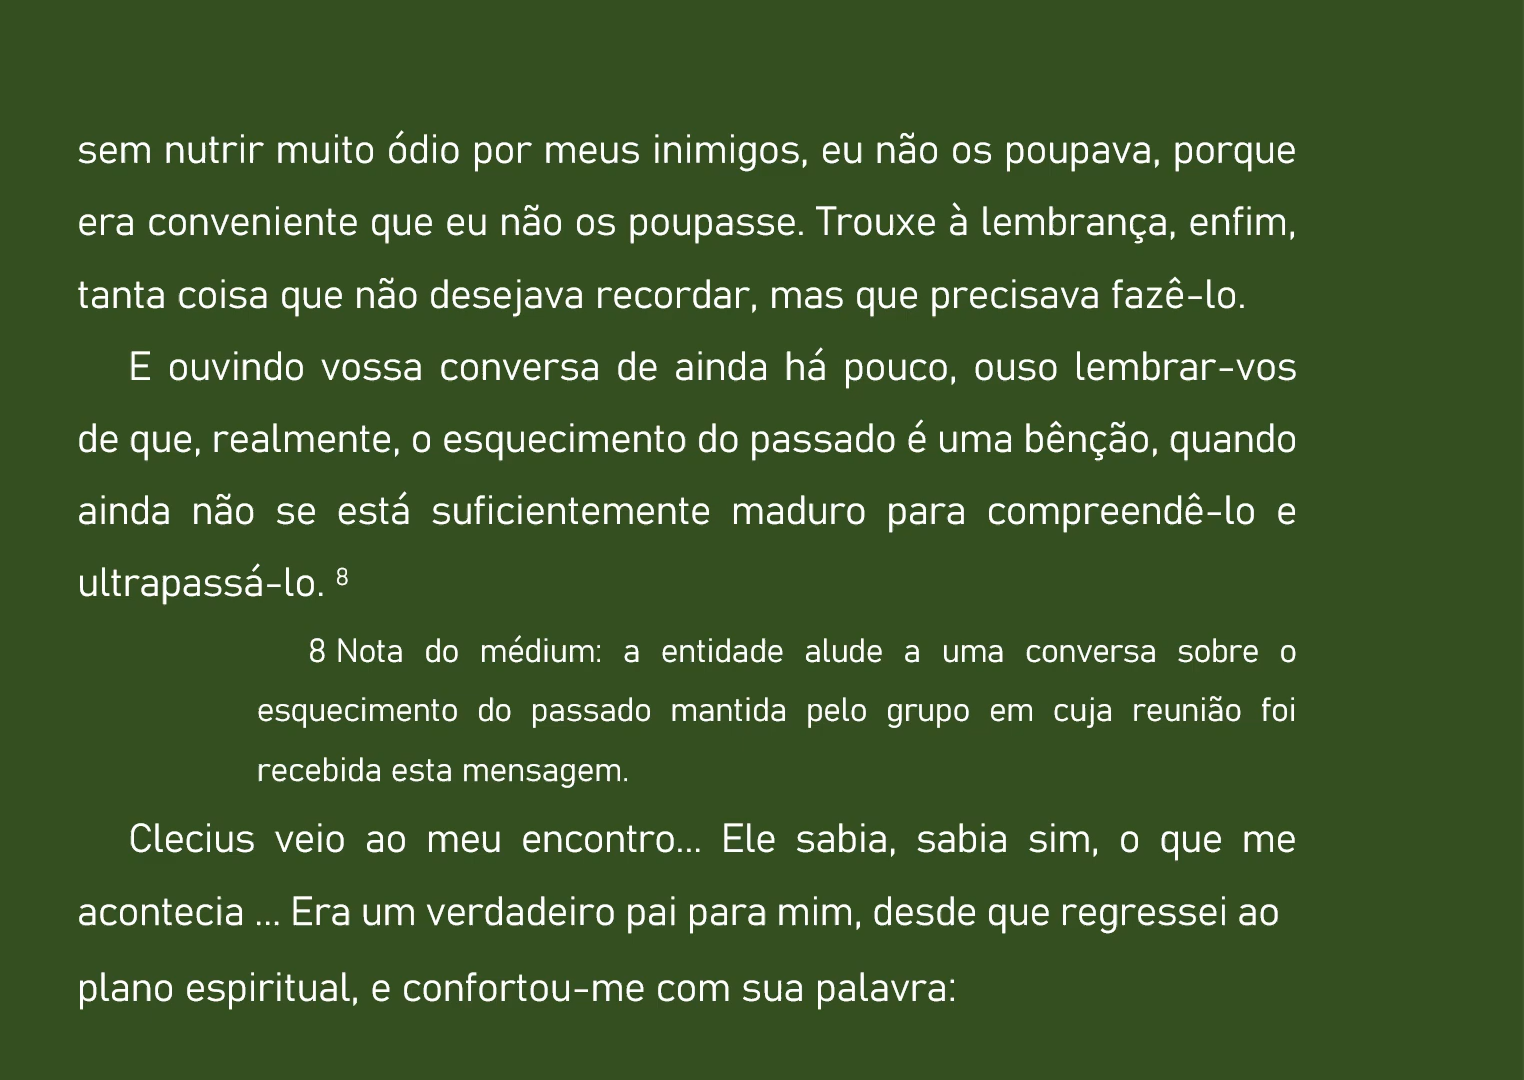 sem nutrir muito ódio por meus inimigos, eu não os poupava, porque
era conveniente que eu não os poupasse. Trouxe à lembrança, enfim,
tanta coisa que não desejava recordar, mas que precisava fazê-lo.
E ouvindo vossa conversa de ainda há pouco, ouso lembrar-vos
de que, realmente, o esquecimento do passado é uma bênção, quando
ainda não se está suficientemente maduro para compreendê-lo e
ultrapassá-lo. ⁸
8 Nota do médium: a entidade alude a uma conversa sobre o
esquecimento do passado mantida pelo grupo em cuja reunião foi
recebida esta mensagem.
Clecius veio ao meu encontro... Ele sabia, sabia sim, o que me
acontecia ... Era um verdadeiro pai para mim, desde que regressei ao
plano espiritual, e confortou-me com sua palavra: